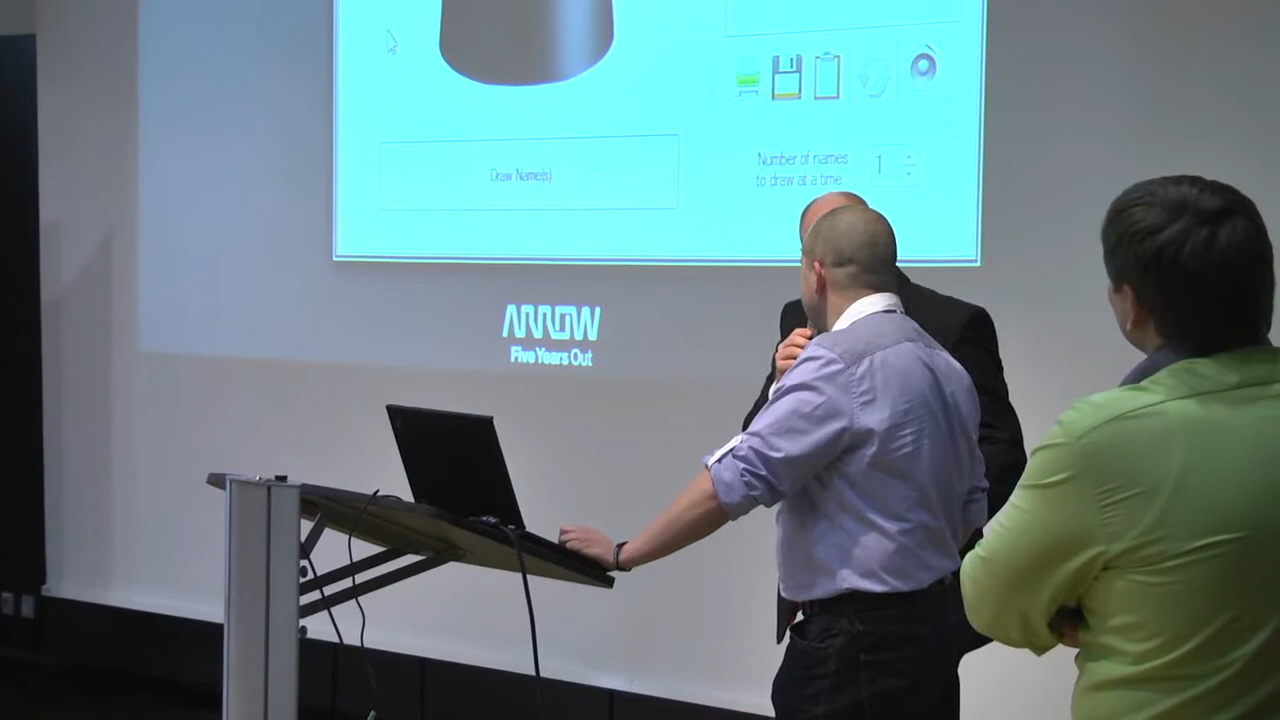 Draw Name(s)
Number of names
to draw at a time:
1
ARROW
Five Years Out